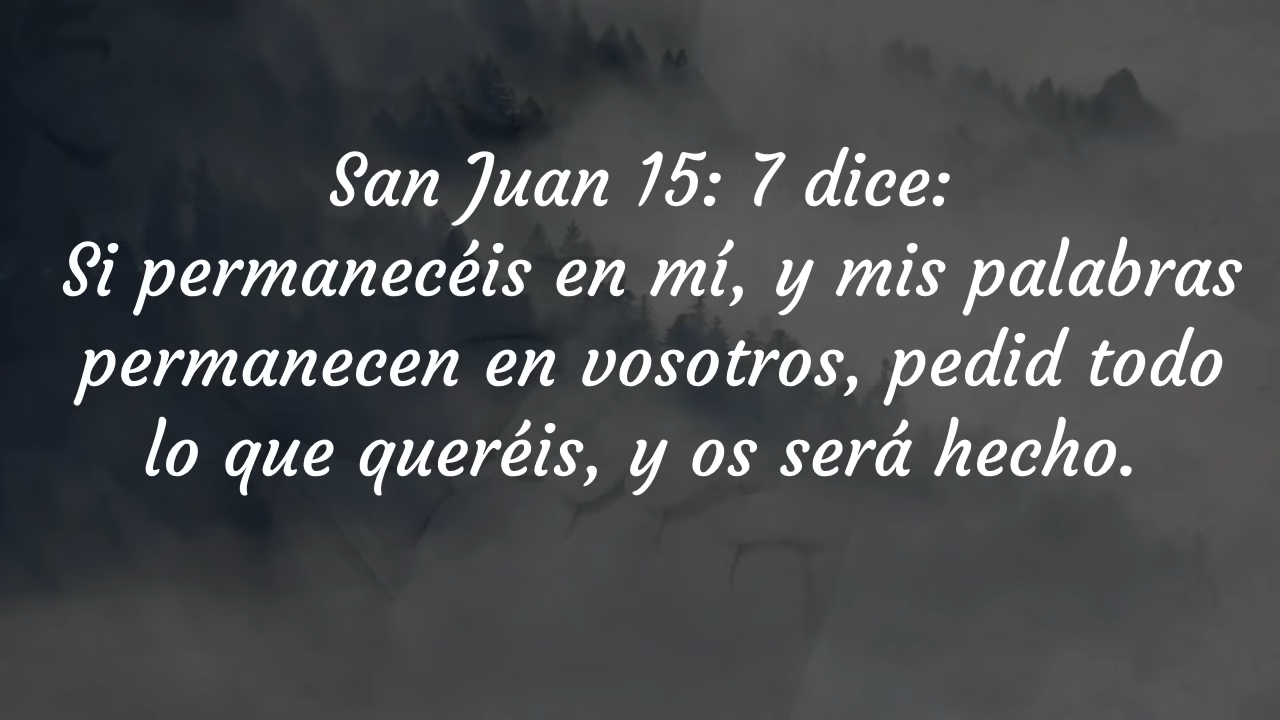 San Juan 15: 7 dice:
Si permanecéis en mí, y mis palabras
permanecen en vosotros, pedid todo
lo que queréis, y os será hecho.